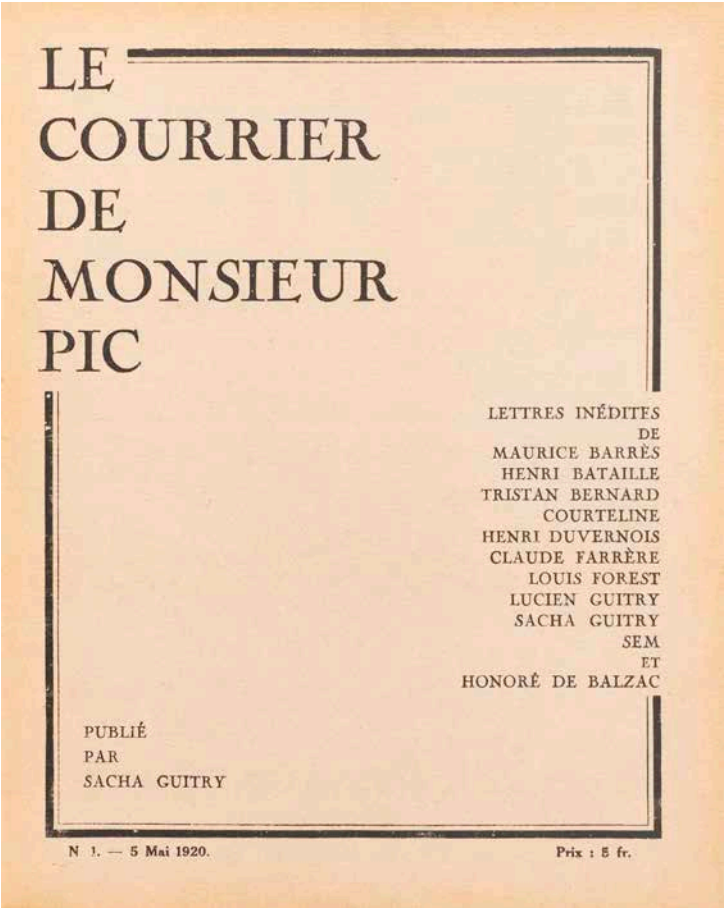 LE
COURRIER
DE
MONSIEUR
PIC
LETTRES INÉDITES
DE
MAURICE BARRÈS
HENRI BATAILLE
TRISTAN BERNARD
COURTELINE
HENRI DUVERNOIS
CLAUDE FARRÈRE
LOUIS FOREST
LUCIEN GUITRY
SACHA GUITRY
SEM
ET
HONORÉ DE BALZAC
PUBLIÉ
PAR
SACHA GUITRY
N 1. — 5 Mai 1920.
Prix : 5 fr.